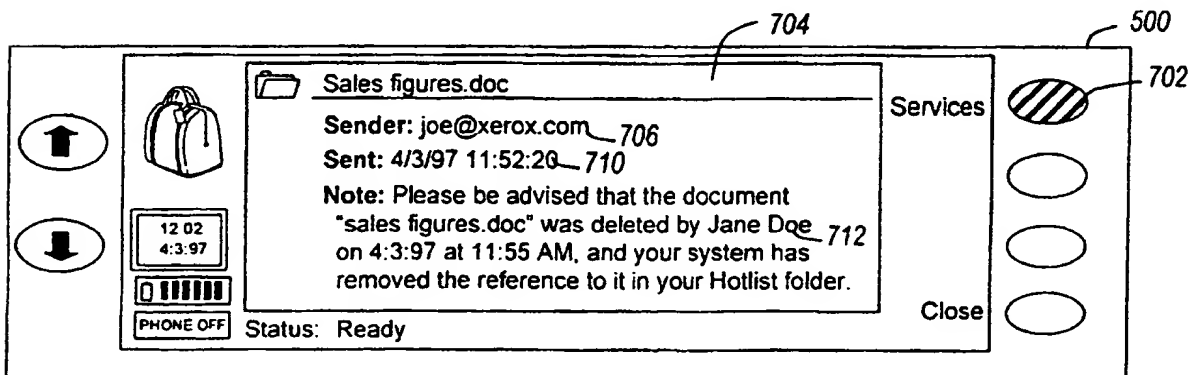 704
500
702
Sales figures.doc
Services
Sender: joe@xerox.com 706
Sent: 4/3/97 11:52:20 710
Note: Please be advised that the document
"sales figures.doc" was deleted by Jane Doe 712
on 4:3:97 at 11:55 AM, and your system has
removed the reference to it in your Hotlist folder.
12 02
4:3:97
PHONE OFF
Status: Ready
Close